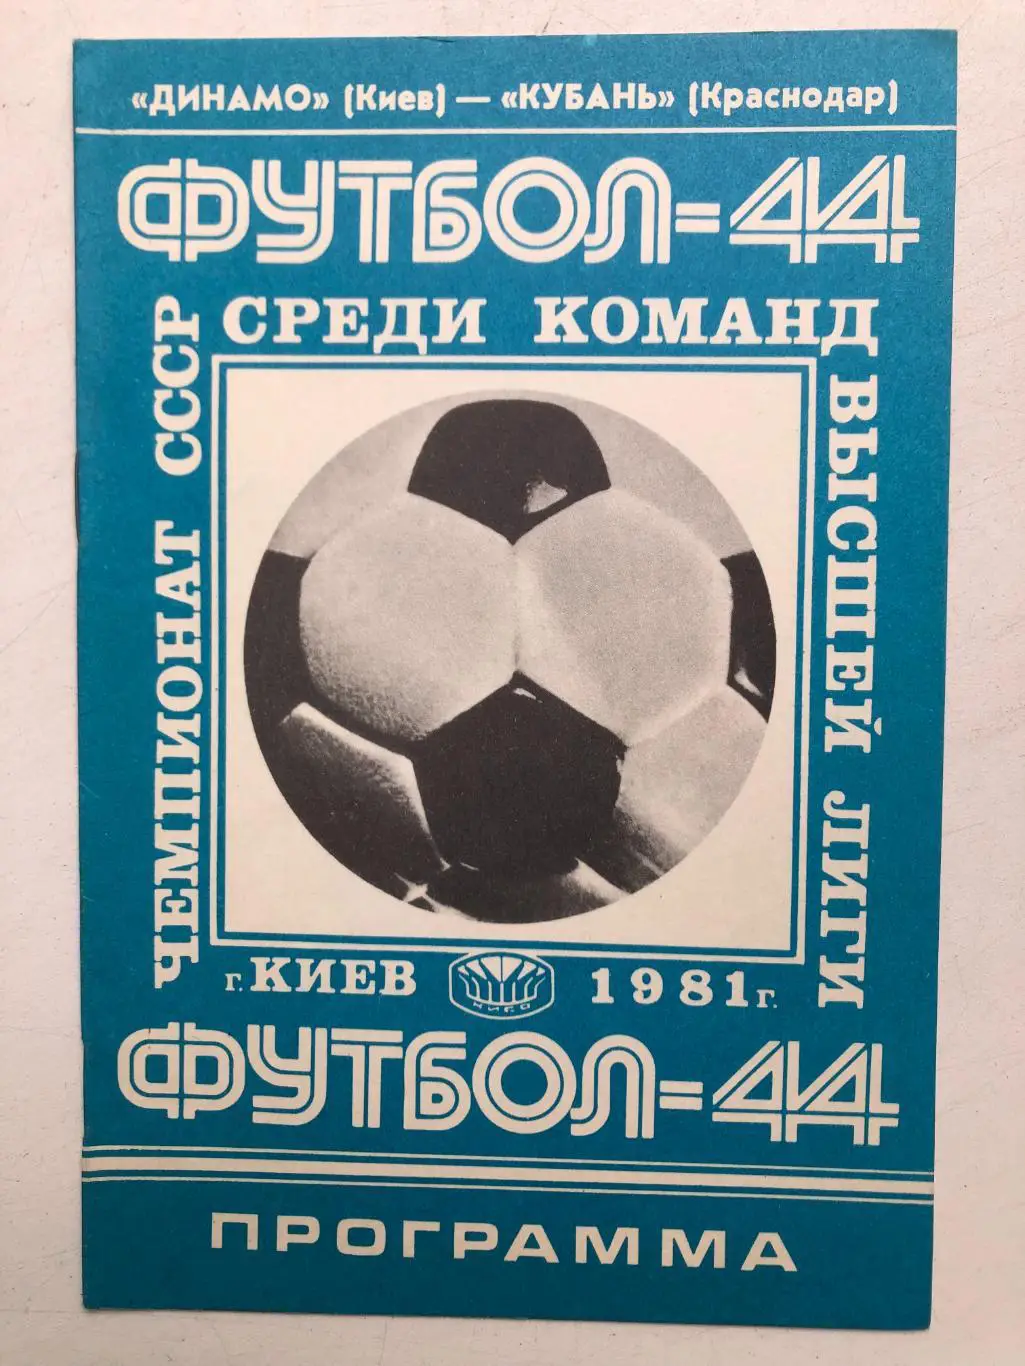 «ДИНАМО» (Киев) — «КУБАНЬ» (Краснодар)
ФУТБОЛ-44
ЧЕМПИОНАТ СССР
СРЕДИ КОМАНД
ВЫСШЕЙ ЛИГИ
г. КИЕВ 1981 г.
ФУТБОЛ-44
ПРОГРАММА